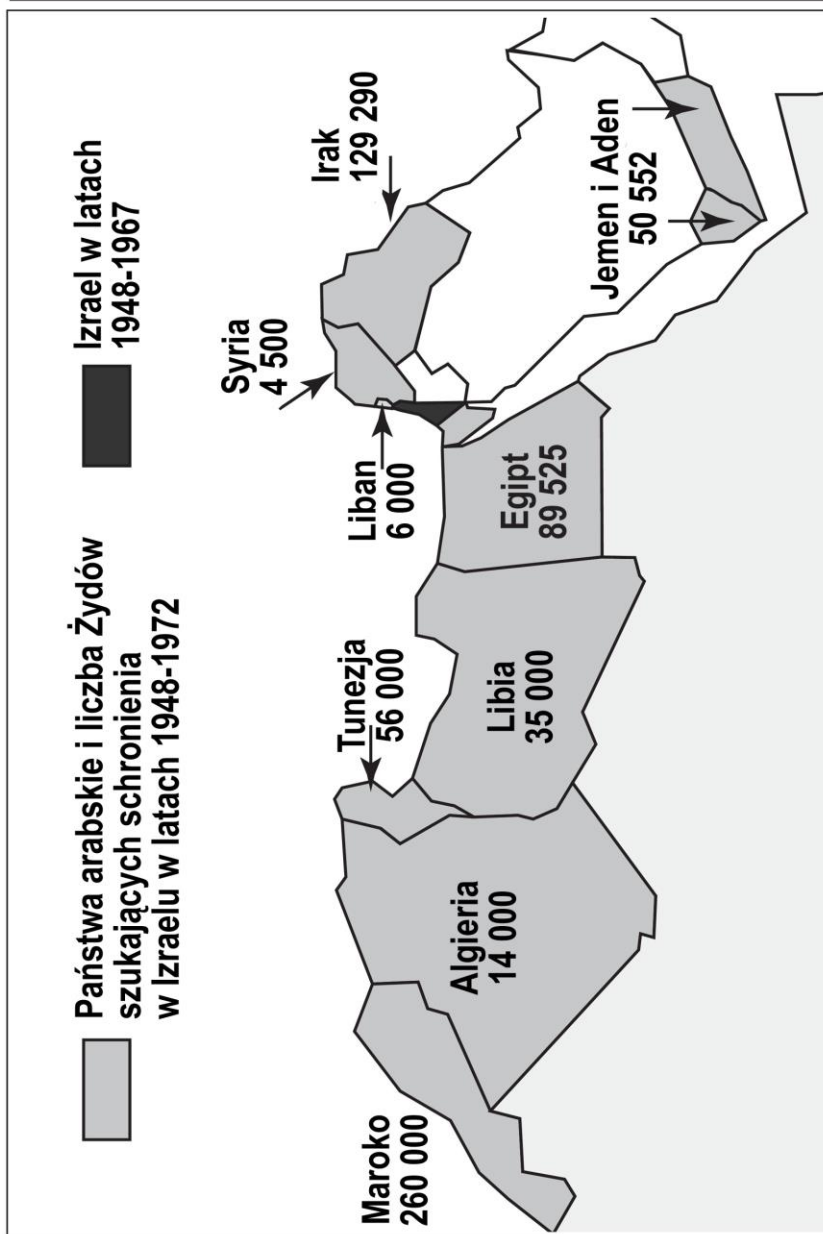 Państwa arabskie i liczba Żydów
szukających schronienia
w Izraelu w latach 1948-1972
Izrael w latach
1948-1967
Maroko
260 000
Algieria
14 000
Tunezja
56 000
Libia
35 000
Egipt
89 525
Liban
6 000
Syria
4 500
Irak
129 290
Jemen i Aden
50 552